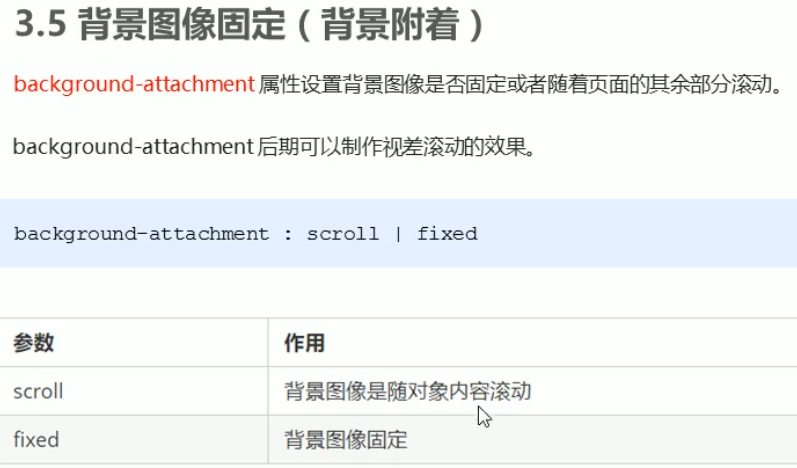 3.5 背景图像固定（背景附着）
background-attachment 属性设置背景图像是否固定或者随着页面的其余部分滚动。
background-attachment 后期可以制作视差滚动的效果。
background-attachment : scroll | fixed
参数 作用
scroll 背景图像是随对象内容滚动
fixed 背景图像固定